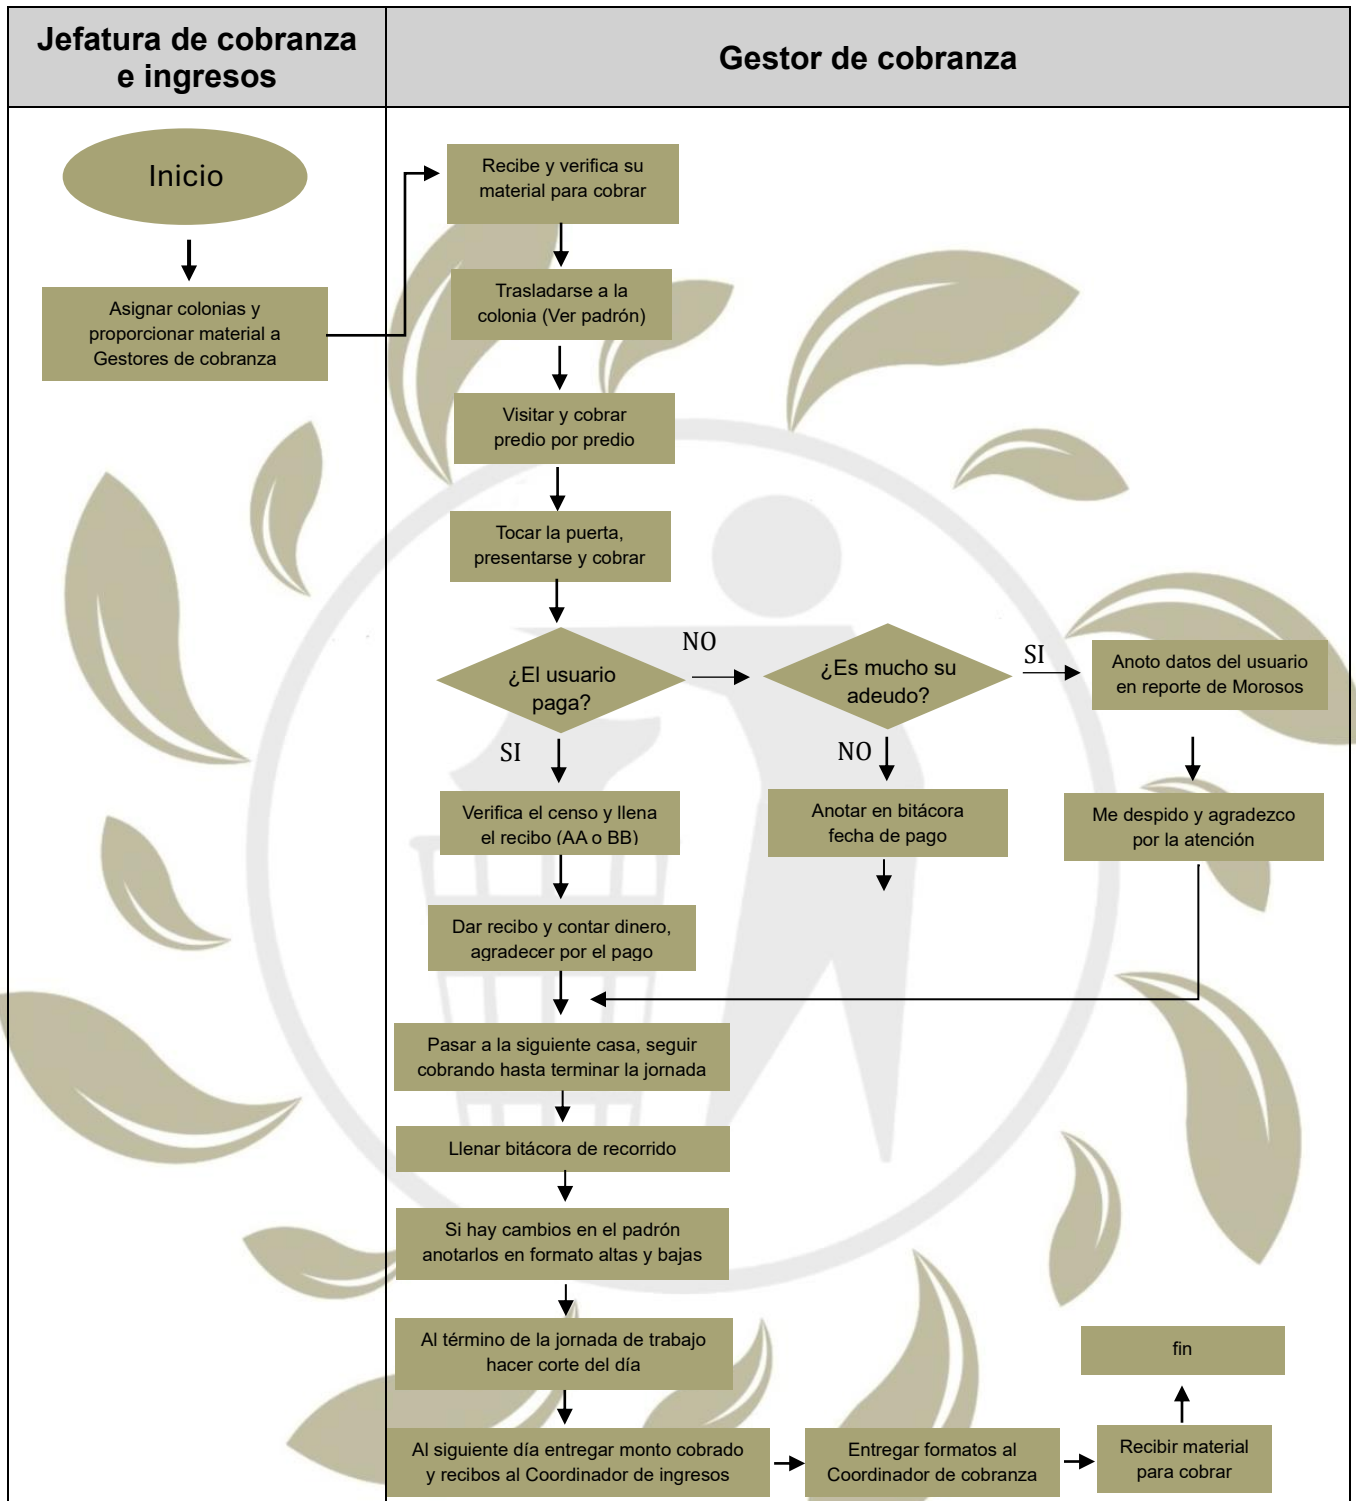 Jefatura de cobranza
e ingresos
Gestor de cobranza
Inicio
Asignar colonias y
proporcionar material a
Gestores de cobranza
Recibe y verifica su
material para cobrar
Trasladarse a la
colonia (Ver padrón)
Visitar y cobrar
predio por predio
Tocar la puerta,
presentarse y cobrar
¿El usuario
paga?
NO
¿Es mucho su
adeudo?
SI
Anoto datos del usuario
en reporte de Morosos
SI
NO
Verifica el censo y llena
el recibo (AA o BB)
Anotar en bitácora
fecha de pago
Me despido y agradezco
por la atención
Dar recibo y contar dinero,
agradecer por el pago
Pasar a la siguiente casa, seguir
cobrando hasta terminar la jornada
Llenar bitácora de recorrido
Si hay cambios en el padrón
anotarlos en formato altas y bajas
Al término de la jornada de trabajo
hacer corte del día
Al siguiente día entregar monto cobrado
y recibos al Coordinador de ingresos
Entregar formatos al
Coordinador de cobranza
Recibir material
para cobrar
fin